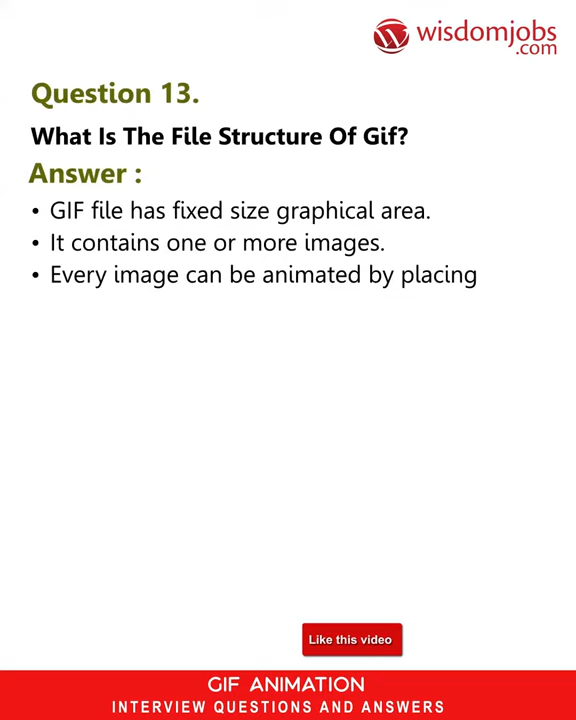 wisdomjobs
.com
Question 13.
What Is The File Structure Of Gif?
Answer :
• GIF file has fixed size graphical area.
• It contains one or more images.
• Every image can be animated by placing
Like this video
GIF ANIMATION
INTERVIEW QUESTIONS AND ANSWERS